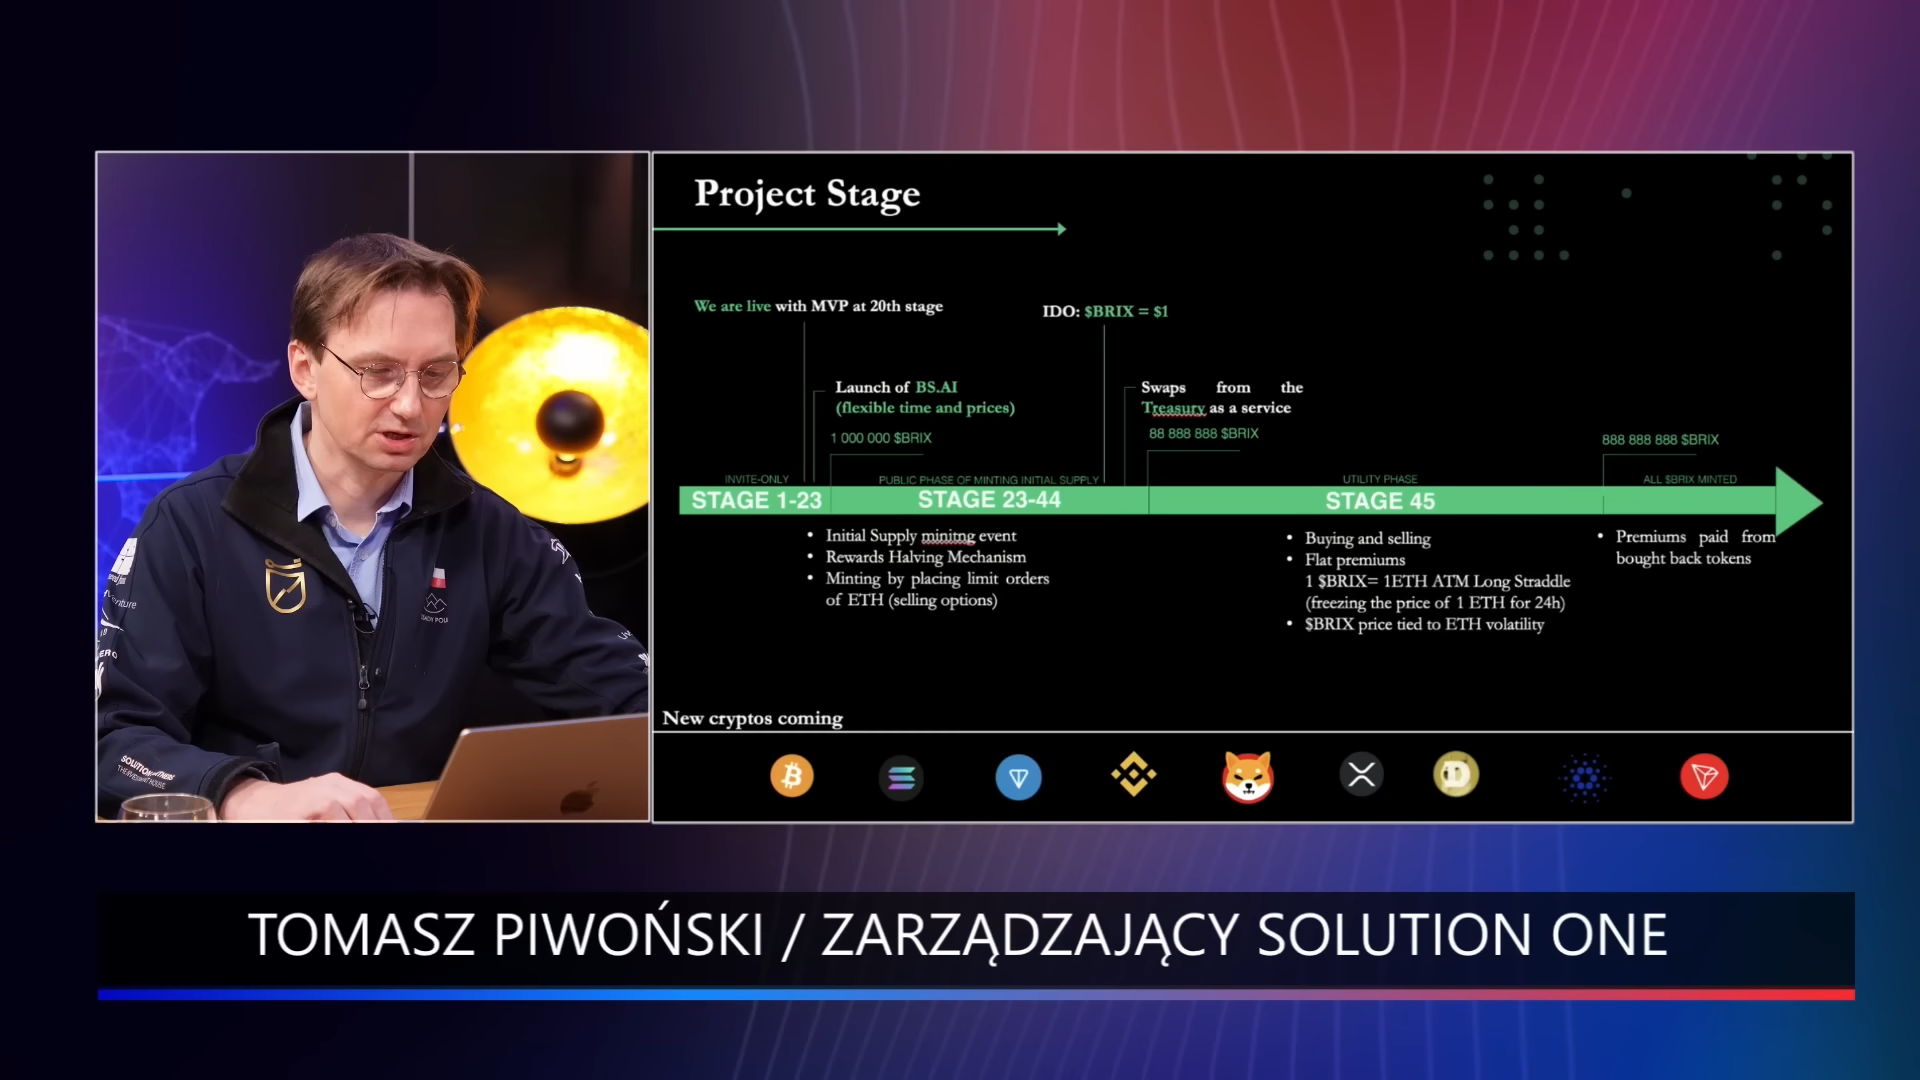 Project Stage
We are live with MVP at 20th stage
IDO: $BRIX = $1
Launch of BS.AI
(flexible time and prices)
1 000 000 $BRIX
Swaps from the
Treasury as a service
88 888 888 $BRIX
888 888 888 $BRIX
INVITE-ONLY
PUBLIC PHASE OF MINTING INITIAL SUPPLY
UTILITY PHASE
ALL $BRIX MINTED
STAGE 1-23
STAGE 23-44
STAGE 45
• Initial Supply minitng event
• Rewards Halving Mechanism
• Minting by placing limit orders
of ETH (selling options)
• Buying and selling
• Flat premiums
1 $BRIX= 1ETH ATM Long Straddle
(freezing the price of 1 ETH for 24h)
• $BRIX price tied to ETH volatility
• Premiums paid from
bought back tokens
New cryptos coming
TOMASZ PIWOŃSKI / ZARZĄDZAJĄCY SOLUTION ONE